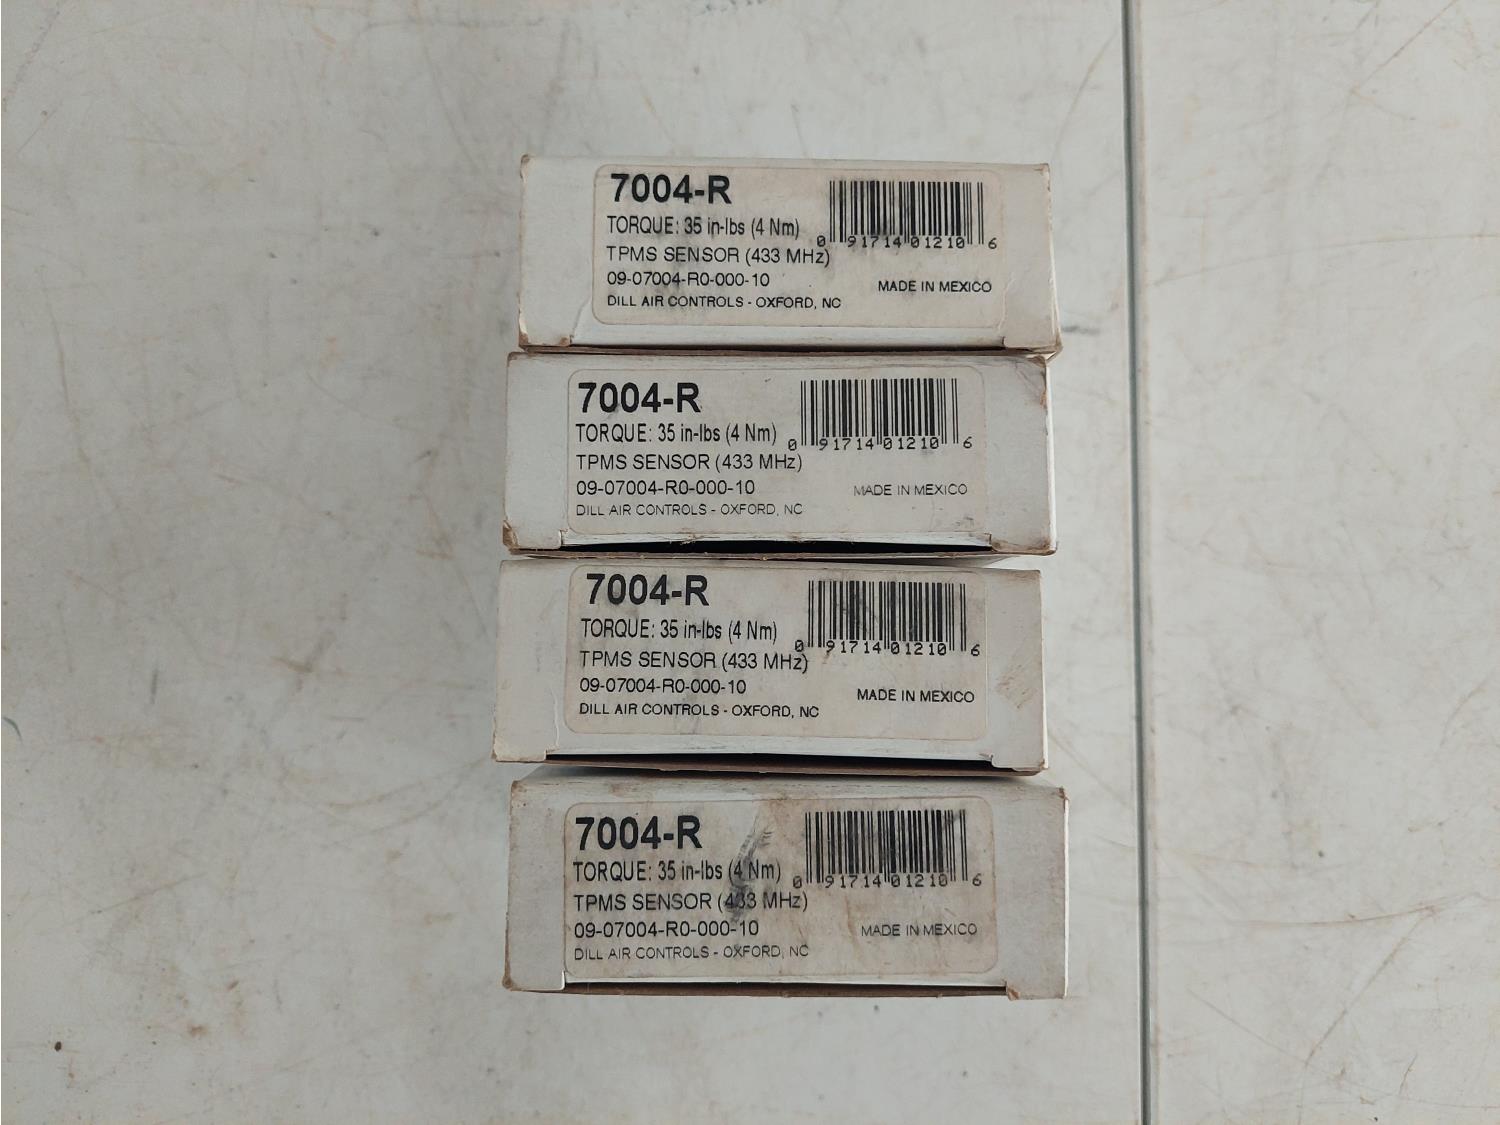 7004-R
TORQUE: 35 in-lbs (4 Nm)
0 91714 01210 6
TPMS SENSOR (433 MHz)
09-07004-R0-000-10
MADE IN MEXICO
DILL AIR CONTROLS - OXFORD, NC
7004-R
TORQUE: 35 in-lbs (4 Nm)
0 91714 01210 6
TPMS SENSOR (433 MHz)
09-07004-R0-000-10
MADE IN MEXICO
DILL AIR CONTROLS - OXFORD, NC
7004-R
TORQUE: 35 in-lbs (4 Nm)
0 91714 01210 6
TPMS SENSOR (433 MHz)
09-07004-R0-000-10
MADE IN MEXICO
DILL AIR CONTROLS - OXFORD, NC
7004-R
TORQUE: 35 in-lbs (4 Nm)
0 91714 01210 6
TPMS SENSOR (433 MHz)
09-07004-R0-000-10
MADE IN MEXICO
DILL AIR CONTROLS - OXFORD, NC